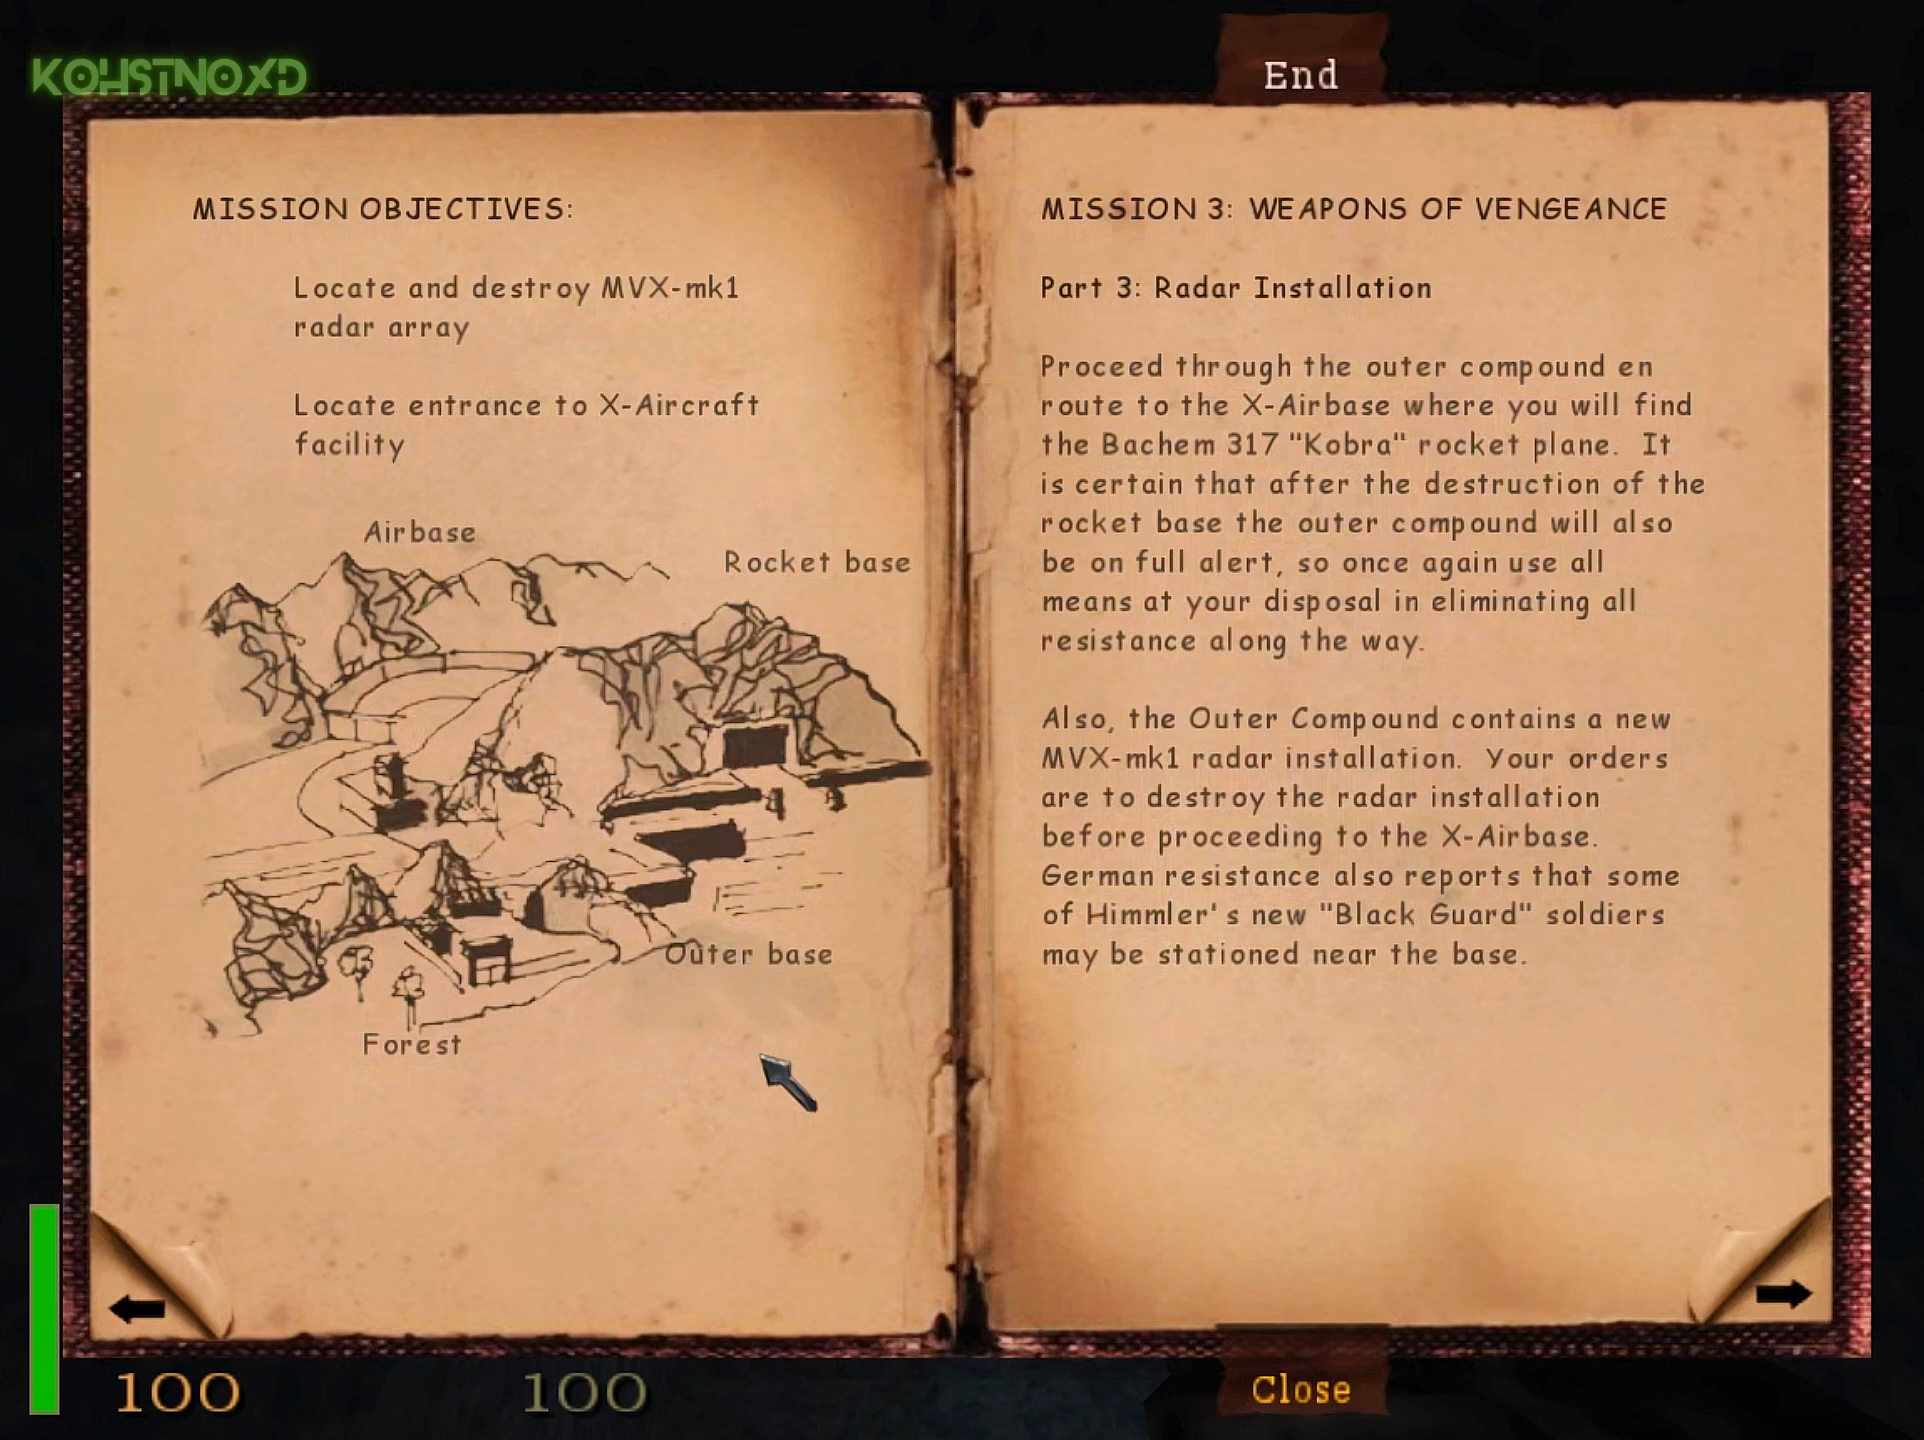 KOHSTNOXD
End
MISSION OBJECTIVES:
Locate and destroy MVX-mk1
radar array
Locate entrance to X-Aircraft
facility
Airbase
Rocket base
Outer base
Forest
MISSION 3: WEAPONS OF VENGEANCE
Part 3: Radar Installation
Proceed through the outer compound en
route to the X-Airbase where you will find
the Bachem 317 "Kobra" rocket plane. It
is certain that after the destruction of the
rocket base the outer compound will also
be on full alert, so once again use all
means at your disposal in eliminating all
resistance along the way.
Also, the Outer Compound contains a new
MVX-mk1 radar installation. Your orders
are to destroy the radar installation
before proceeding to the X-Airbase.
German resistance also reports that some
of Himmler's new "Black Guard" soldiers
may be stationed near the base.
100
100
Close